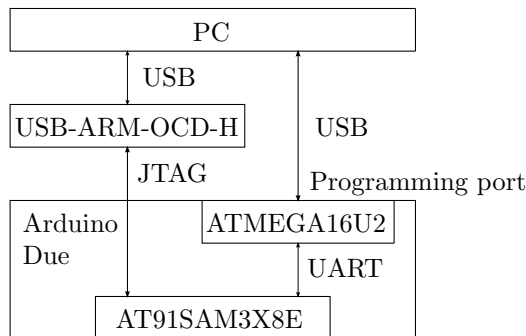 PC
USB
USB-ARM-OCD-H
USB
JTAG
Programming port
Arduino
Due
ATMEGA16U2
UART
AT91SAM3X8E